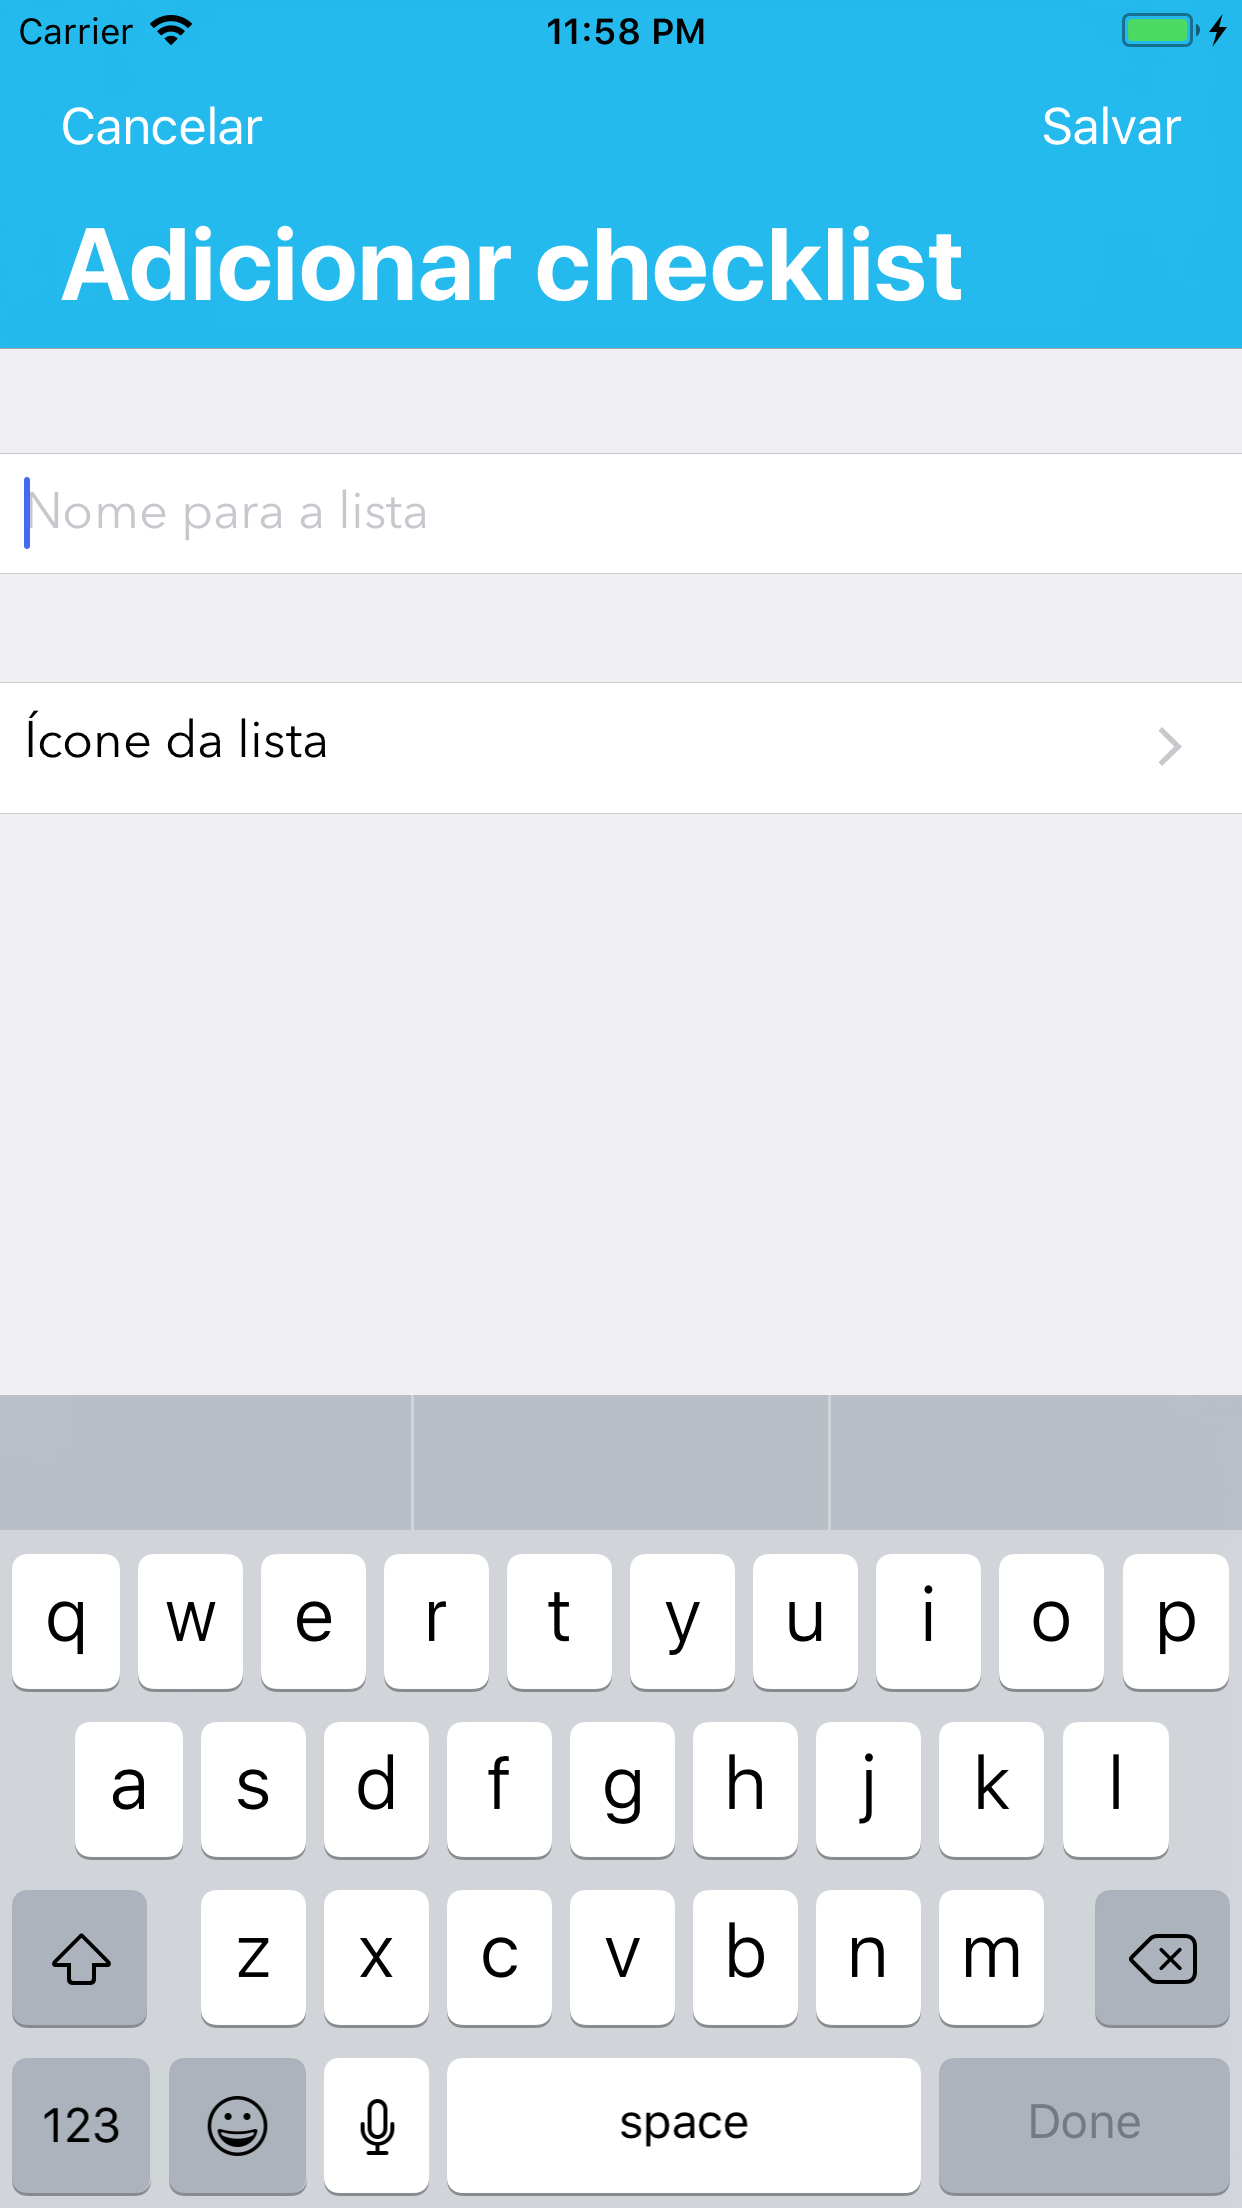 Carrier 11:58 PM
Cancelar Salvar
Adicionar checklist
Nome para a lista
Ícone da lista
q w e r t y u i o p
a s d f g h j k l
z x c v b n m
123 space Done